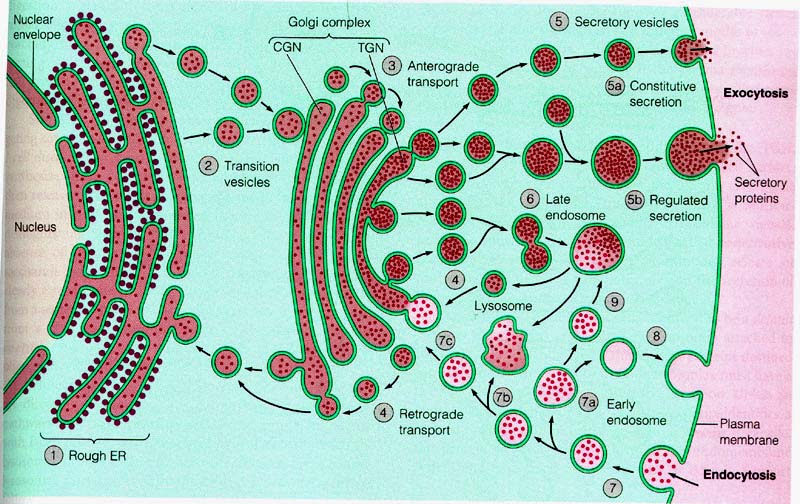 Nuclear
envelope
Golgi complex
CGN
TGN
3 Anterograde
transport
5 Secretory vesicles
5a Constitutive
secretion
Exocytosis
2 Transition
vesicles
Nucleus
6 Late
endosome
5b Regulated
secretion
Secretory
proteins
4
Lysosome
9
8
7c
7b
7a Early
endosome
4 Retrograde
transport
Plasma
membrane
1 Rough ER
7
Endocytosis